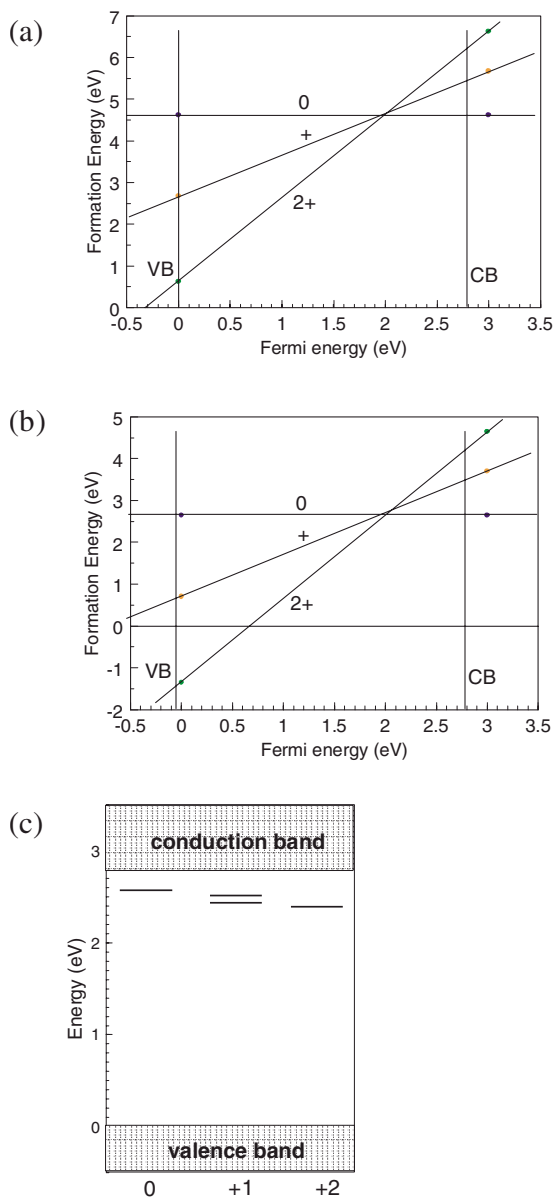 (a)
7
6
5
4
3
2
1
0
Formation Energy (eV)
0
+
2+
VB
CB
-0.5 0 0.5 1 1.5 2 2.5 3 3.5
Fermi energy (eV)
(b)
5
4
3
2
1
0
-1
-2
Formation Energy (eV)
0
+
2+
VB
CB
-0.5 0 0.5 1 1.5 2 2.5 3 3.5
Fermi energy (eV)
(c)
conduction band
3
2
1
0
Energy (eV)
valence band
0 +1 +2